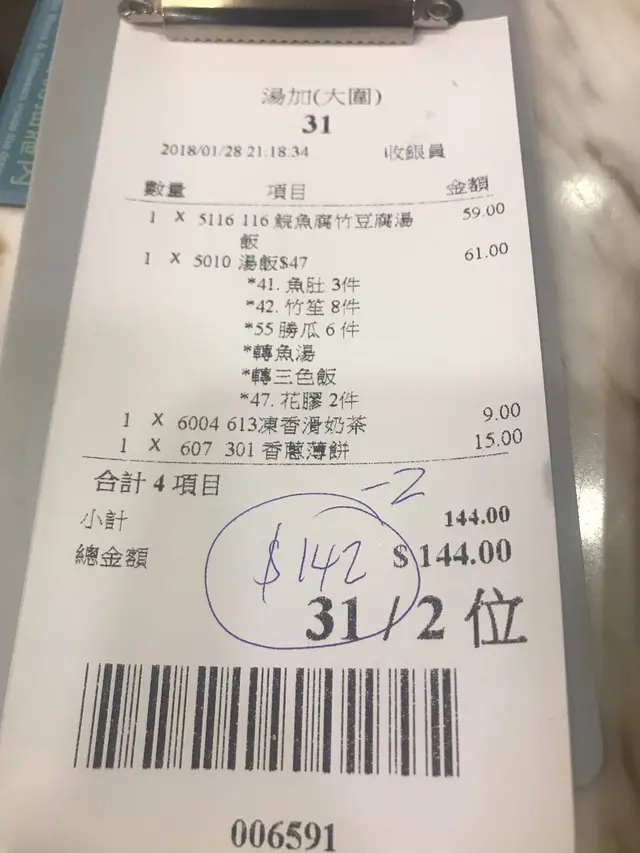 湯加(大圍)
31
2018/01/28 21:18:34 收銀員
數量 項目 金額
1 X 5116 116 鯇魚腐竹豆腐湯 59.00
飯
1 X 5010 湯飯$47 61.00
*41. 魚肚 3件
*42. 竹笙 8件
*55 勝瓜 6 件
*轉魚湯
*轉三色飯
*47. 花膠 2件
1 X 6004 613凍香滑奶茶 9.00
1 X 607 301 香蔥薄餅 15.00
合計 4 項目
-2
小計 144.00
總金額 $ 144.00
$142
31 / 2 位
006591